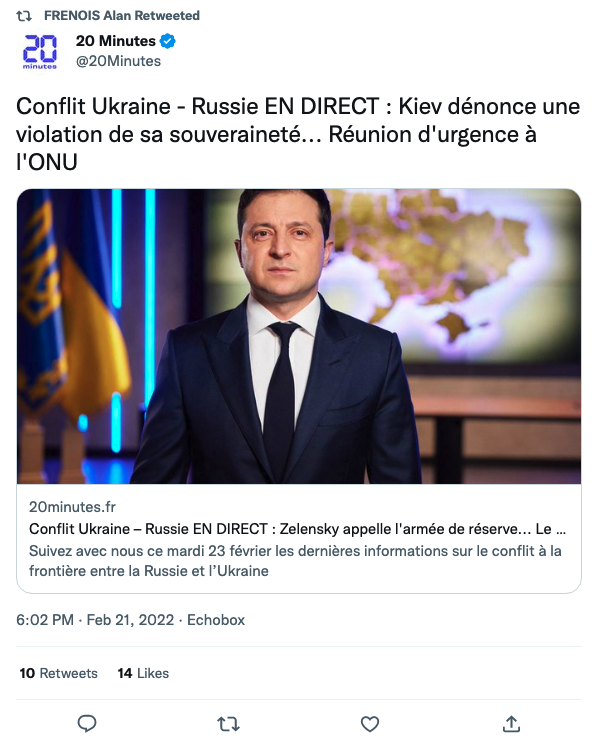 FRENOIS Alan Retweeted
20 Minutes
@20Minutes
20
minutes
Conflit Ukraine - Russie EN DIRECT : Kiev dénonce une
violation de sa souveraineté... Réunion d'urgence à
l'ONU
20minutes.fr
Conflit Ukraine – Russie EN DIRECT : Zelensky appelle l'armée de réserve... Le ...
Suivez avec nous ce mardi 23 février les dernières informations sur le conflit à la
frontière entre la Russie et l’Ukraine
6:02 PM · Feb 21, 2022 · Echobox
10 Retweets 14 Likes